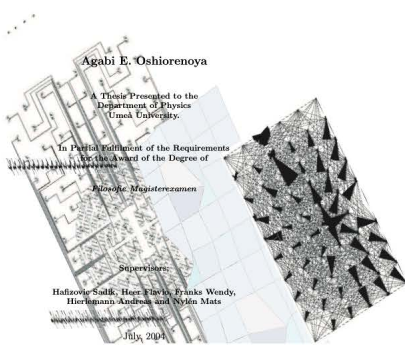 Agabi E. Oshiorenoya
A Thesis Presented to the
Department of Physics
Umeå University.
In Partial Fulfilment of the Requirements
for the Award of the Degree of
Filosofie Magisterexamen
Supervisors;
Hafizovic Sadik, Heer Flavio, Franks Wendy,
Hierlemann Andreas and Nylén Mats
July, 2004